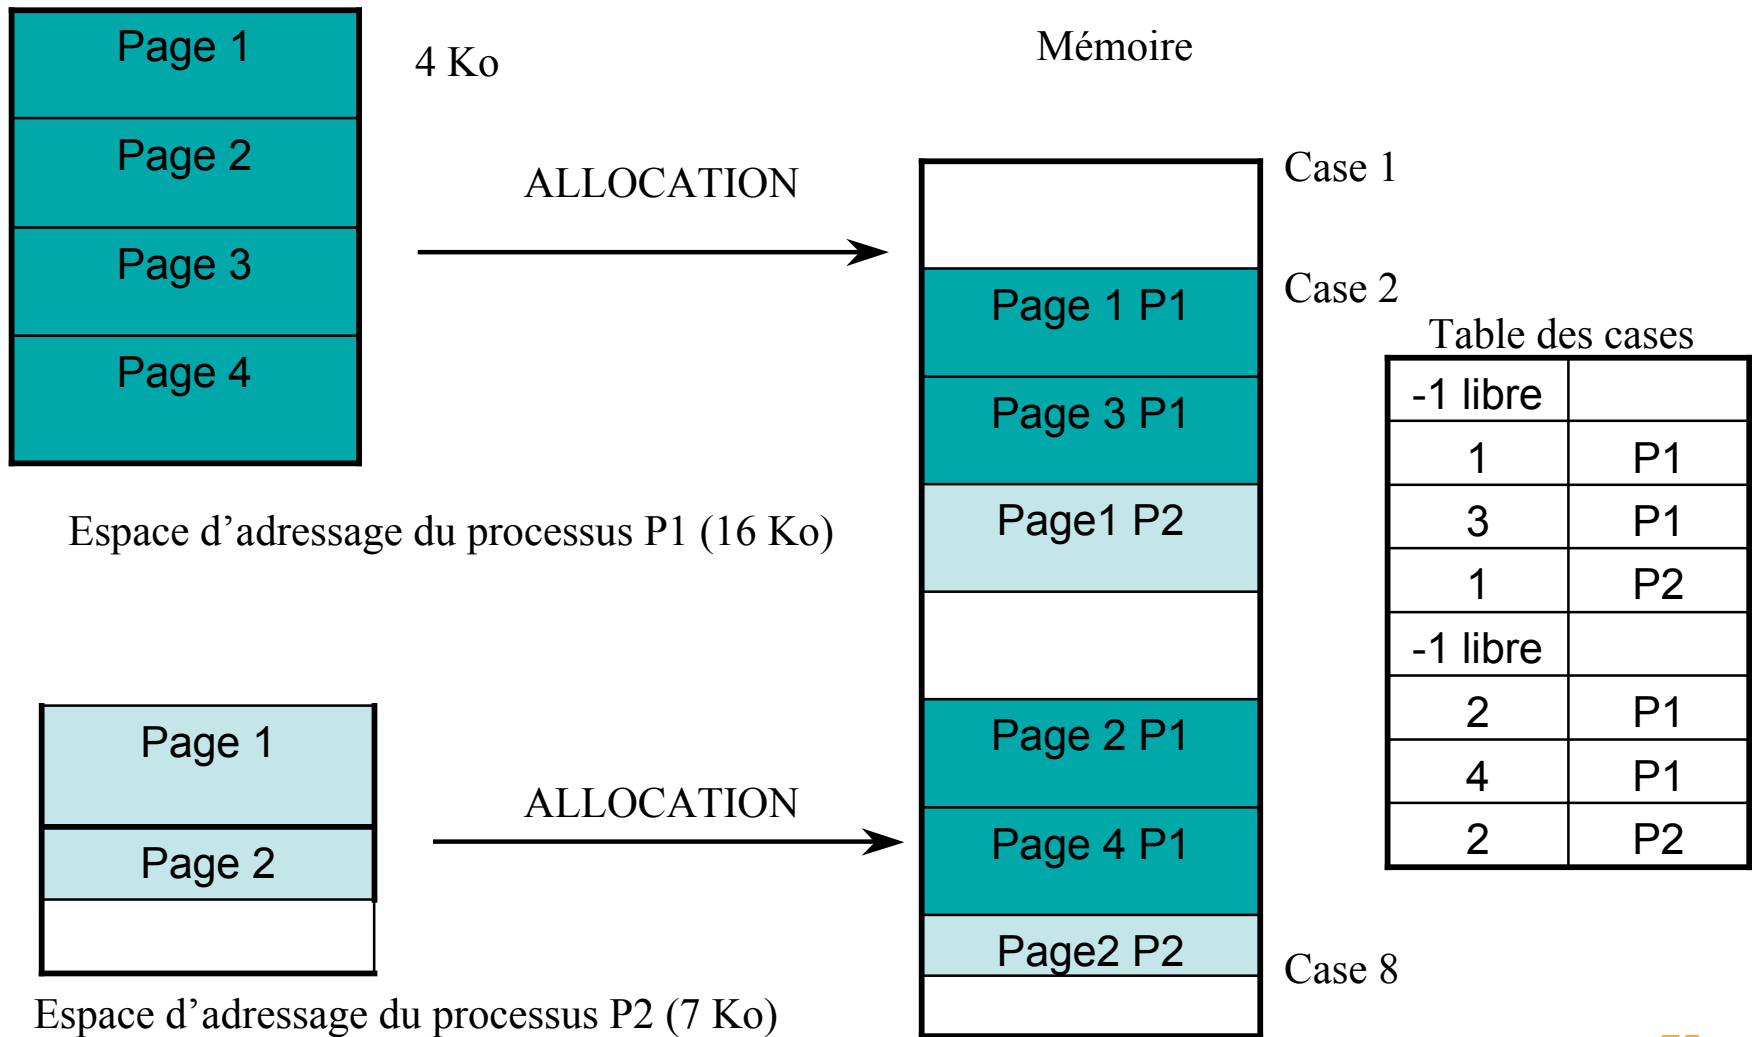 Page 1
4 Ko
Page 2
Page 3
Page 4
Espace d’adressage du processus P1 (16 Ko)
ALLOCATION
Page 1
Page 2
Espace d’adressage du processus P2 (7 Ko)
ALLOCATION
Mémoire
Case 1
Case 2
Page 1 P1
Page 3 P1
Page1 P2
Page 2 P1
Page 4 P1
Page2 P2
Case 8
Table des cases
-1 libre
1 P1
3 P1
1 P2
-1 libre
2 P1
4 P1
2 P2